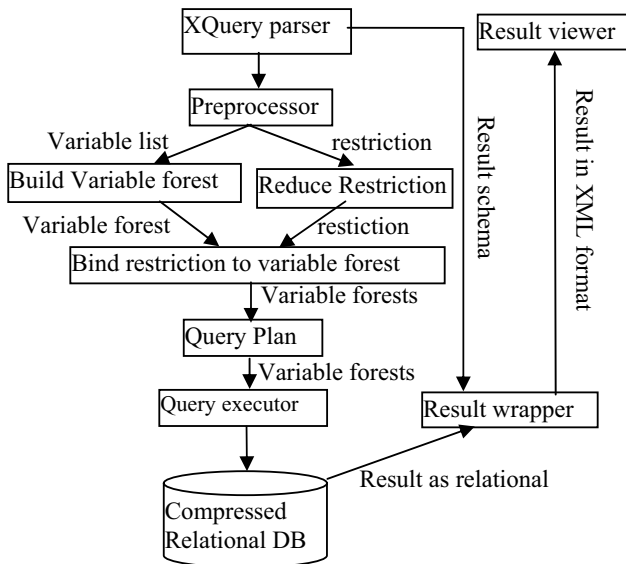 XQuery parser
Result viewer
Preprocessor
Variable list
restriction
Build Variable forest
Reduce Restriction
Variable forest
restiction
Bind restriction to variable forest
Variable forests
Query Plan
Variable forests
Query executor
Result schema
Result in XML format
Result wrapper
Result as relational
Compressed
Relational DB